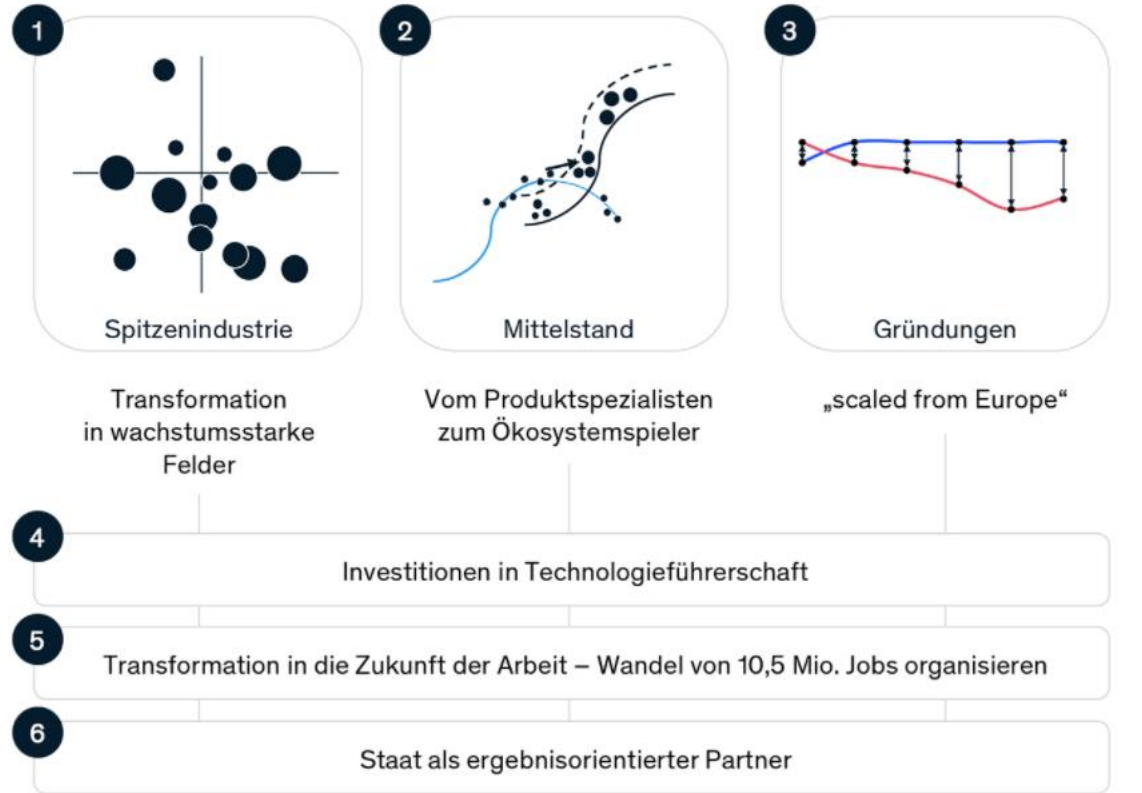 1
2
3
Spitzenindustrie
Mittelstand
Gründungen
Transformation
in wachstumsstarke
Felder
Vom Produktspezialisten
zum Ökosystemspieler
„scaled from Europe“
4
Investitionen in Technologieführerschaft
5
Transformation in die Zukunft der Arbeit – Wandel von 10,5 Mio. Jobs organisieren
6
Staat als ergebnisorientierter Partner